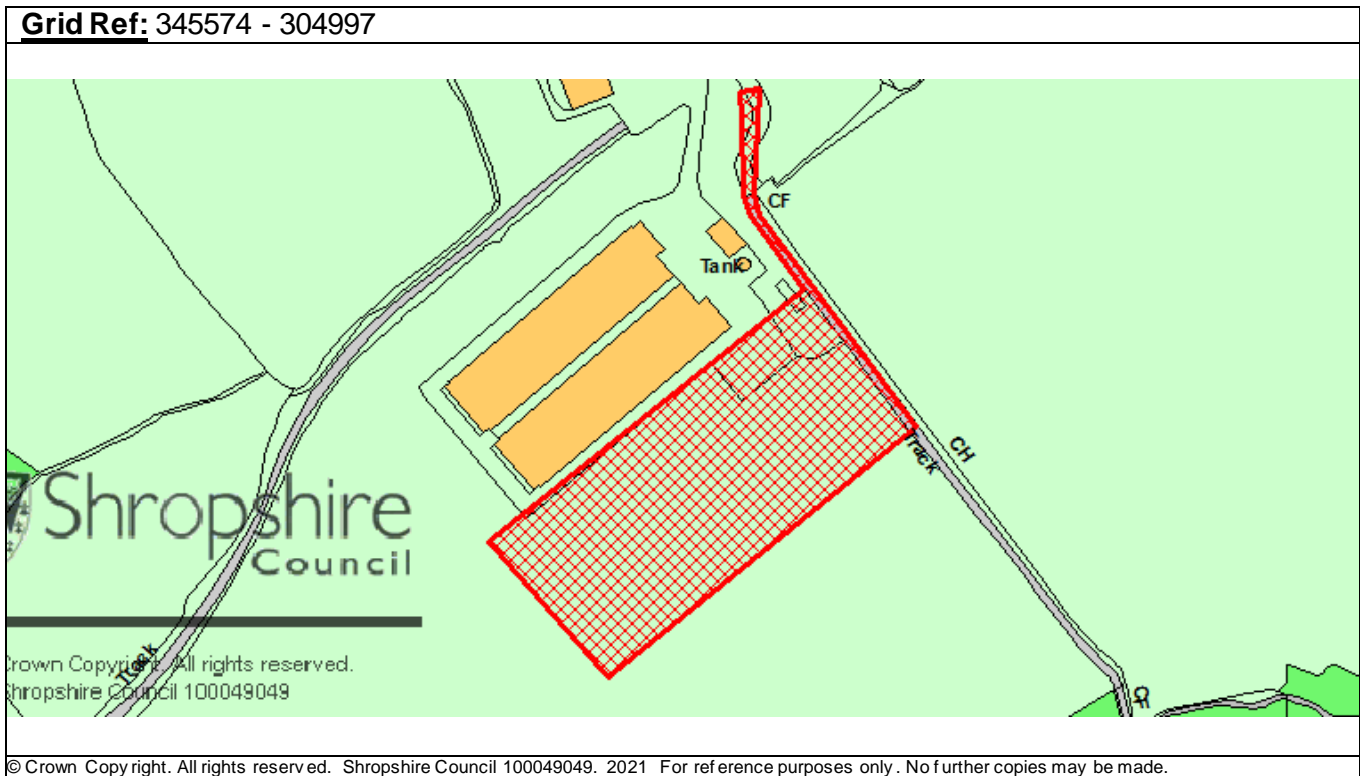 Grid Ref: 345574 - 304997
CF
Tank
Track
CH
Shropshire
Council
Track
Crown Copyright. All rights reserved.
Shropshire Council 100049049
CF
© Crown Copyright. All rights reserved. Shropshire Council 100049049. 2021 For reference purposes only. No further copies may be made.